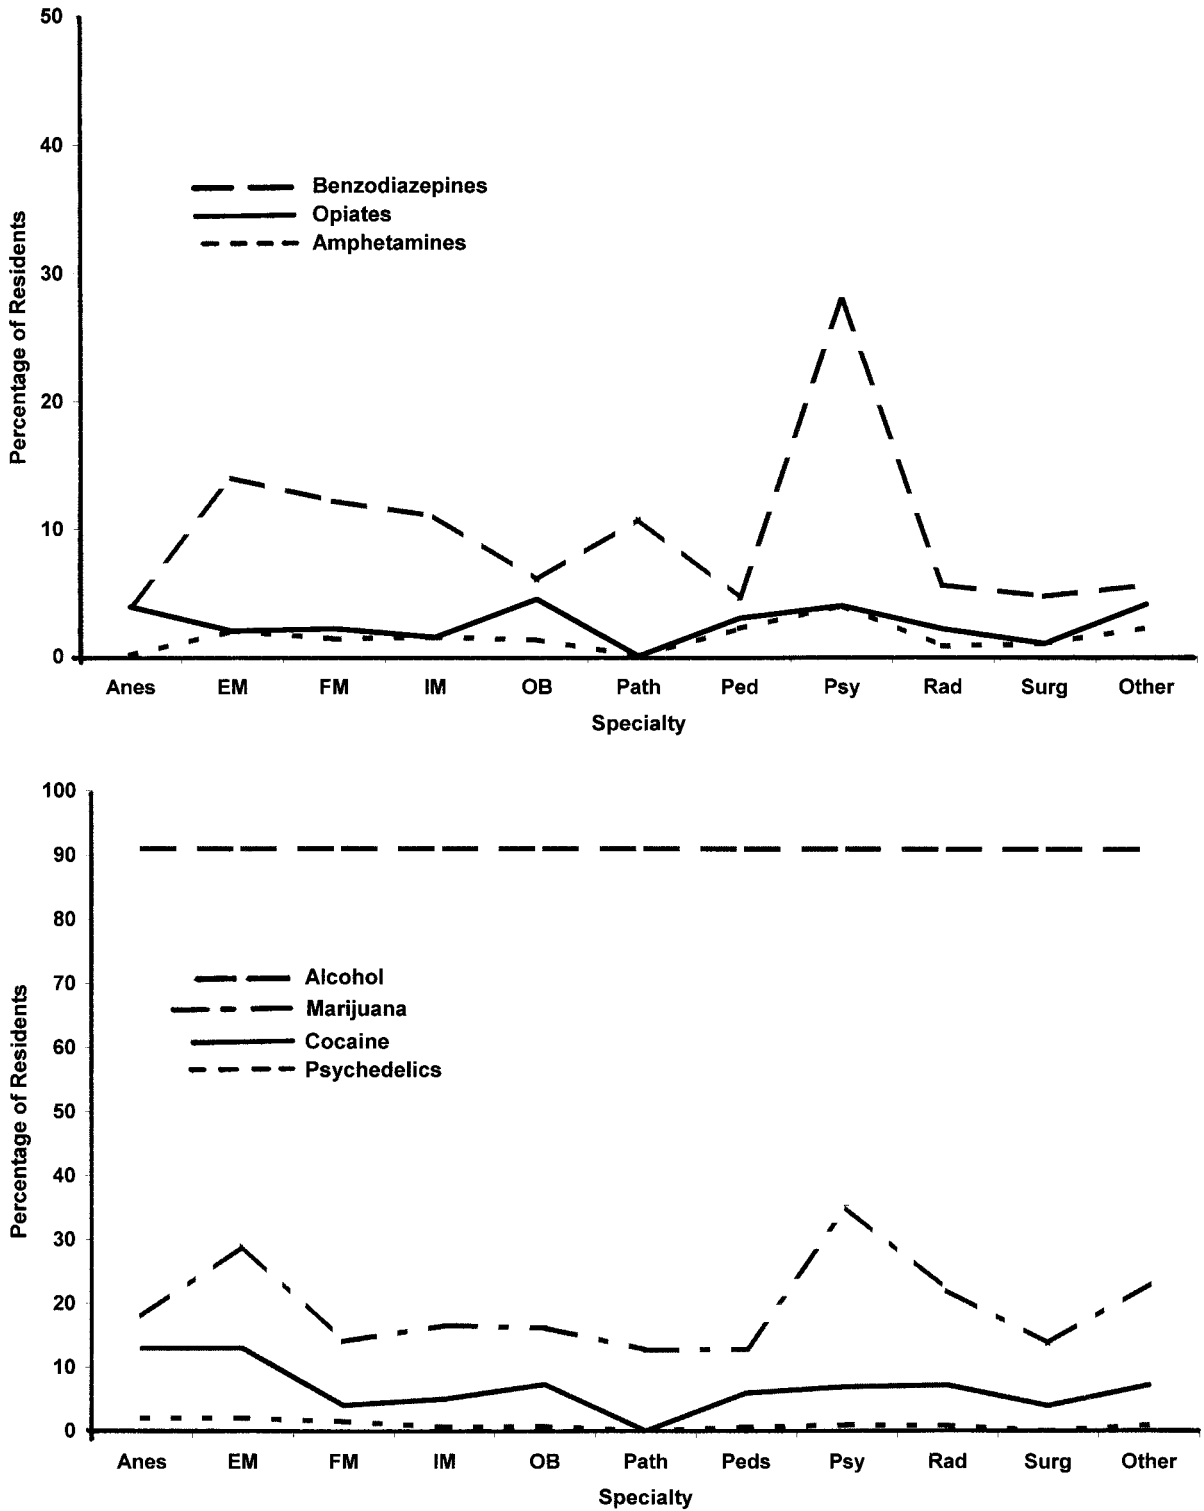 50
40
30
20
10
0
Percentage of Residents
Benzodiazepines
Opiates
Amphetamines
Anes EM FM IM OB Path Ped Psy Rad Surg Other
Specialty
100
90
80
70
60
50
40
30
20
10
0
Percentage of Residents
Alcohol
Marijuana
Cocaine
Psychedelics
Anes EM FM IM OB Path Peds Psy Rad Surg Other
Specialty